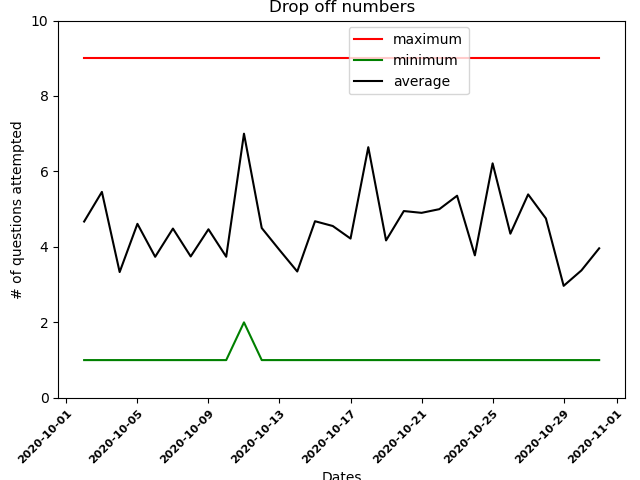 Drop off numbers
maximum
minimum
average
# of questions attempted
10
8
6
4
2
0
2020-10-01
2020-10-05
2020-10-09
2020-10-13
2020-10-17
2020-10-21
2020-10-25
2020-10-29
2020-11-01
Dates